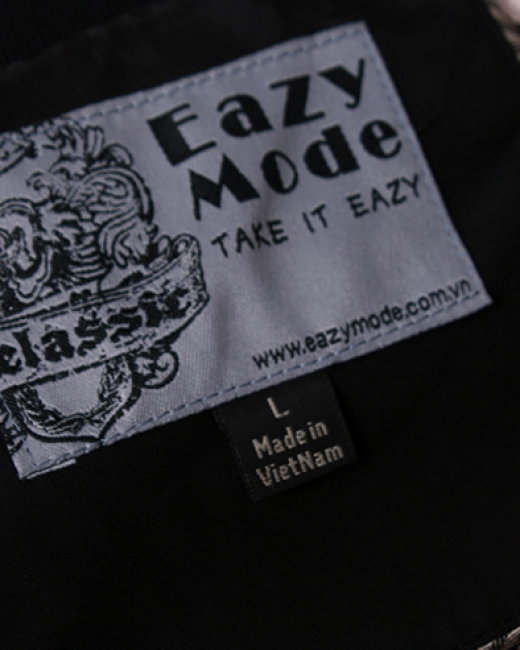 Eazy
Mode
TAKE IT EAZY
classic
www.eazymode.com.vn
L
Made in
VietNam